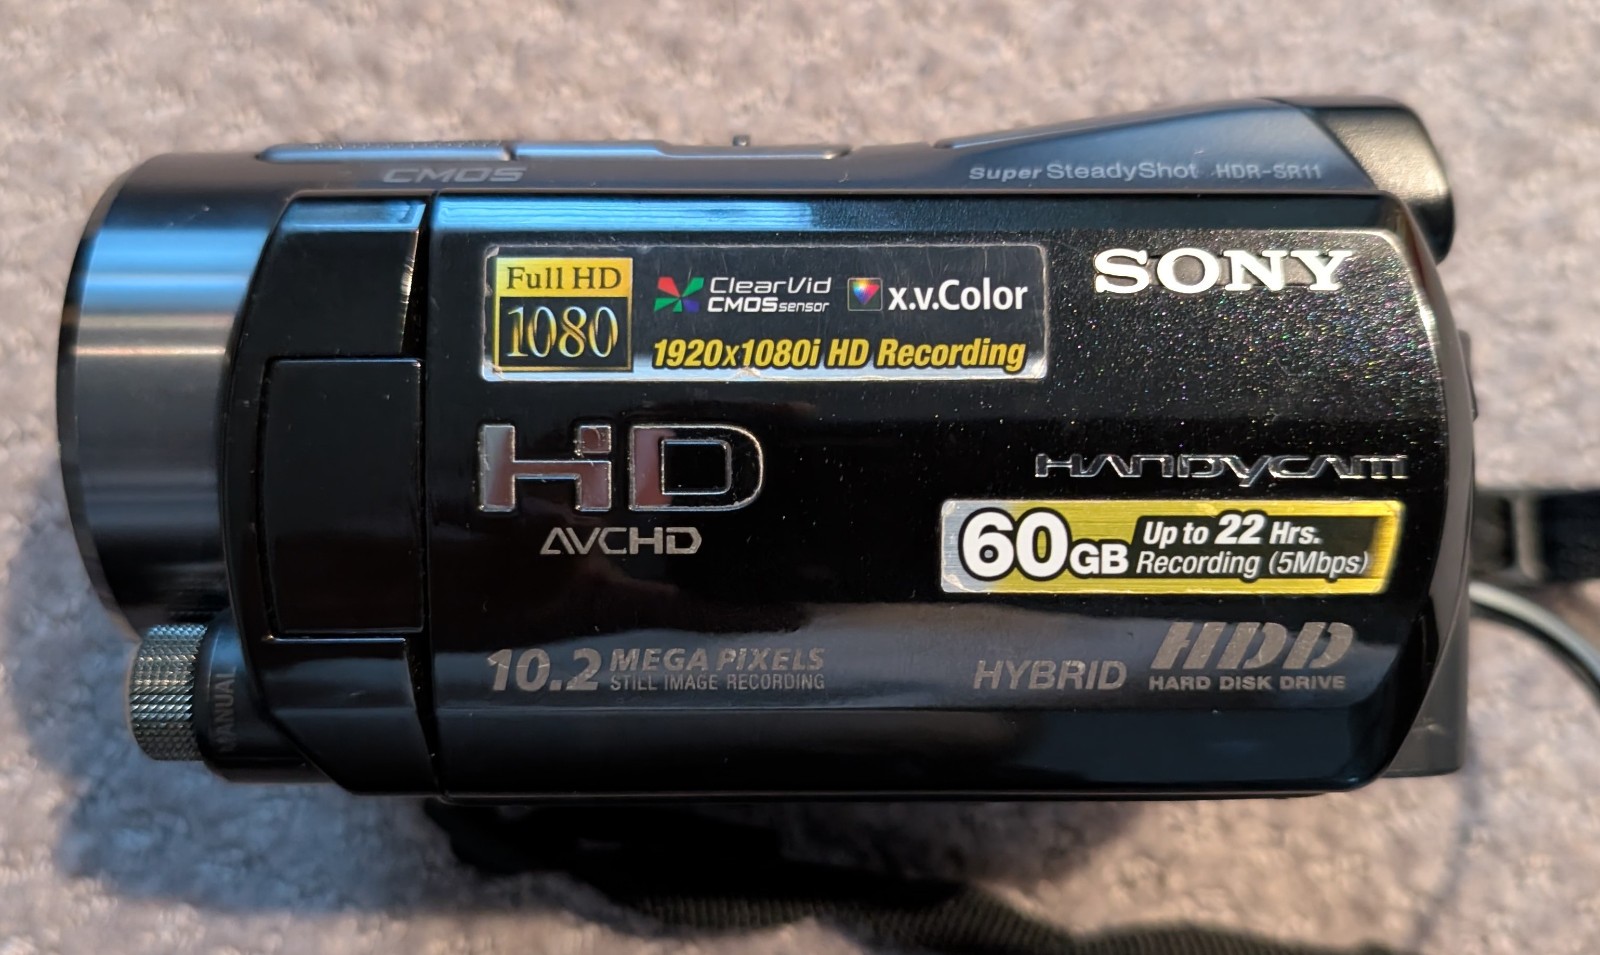 CMOS
Super SteadyShot HDR-SR11
SONY
Full HD
1080
ClearVid
CMOS sensor
x.v.Color
1920x1080i HD Recording
HD
AVCHD
HANDYCAM
60GB
Up to 22 Hrs.
Recording (5Mbps)
10.2 MEGA PIXELS
STILL IMAGE RECORDING
HYBRID HDD
HARD DISK DRIVE
MANUAL